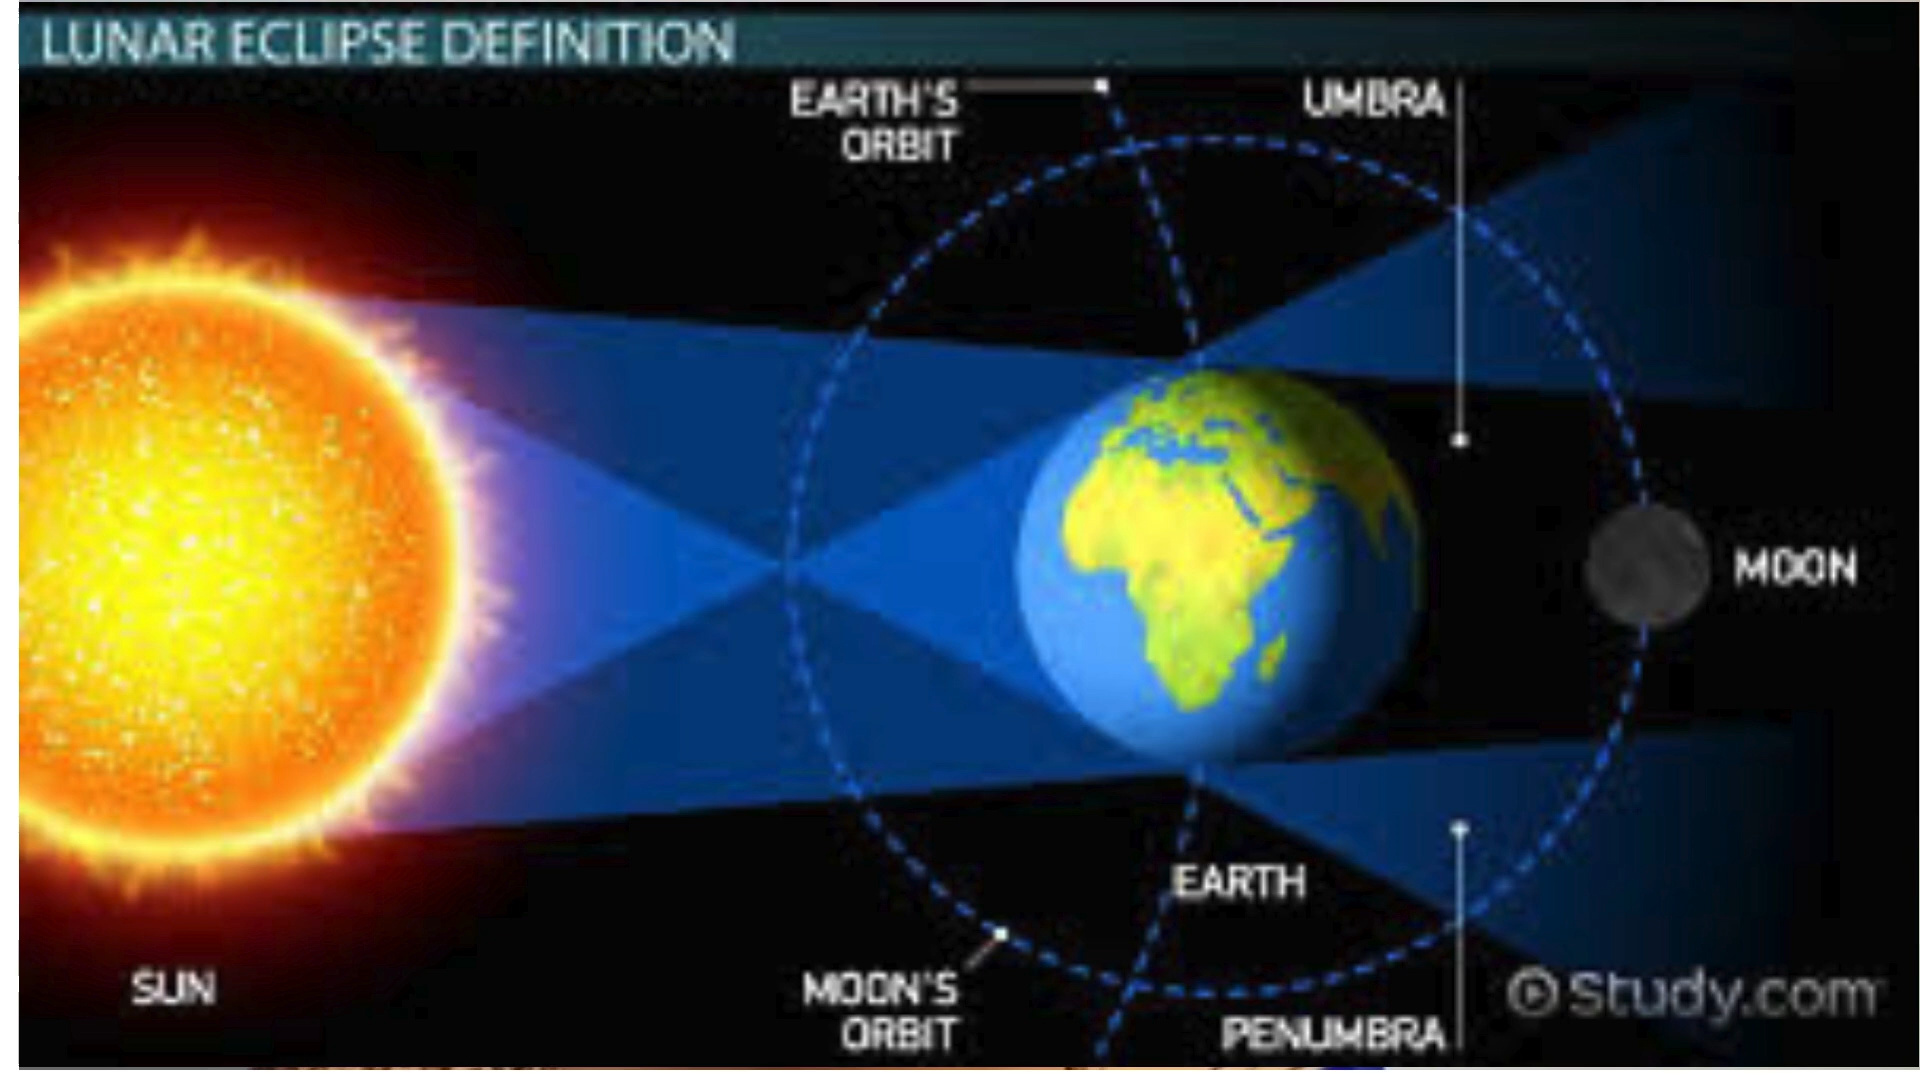 LUNAR ECLIPSE DEFINITION
EARTH'S
ORBIT
UMBRA
MOON
EARTH
SUN
MOON'S
ORBIT
PENUMBRA
Study.com